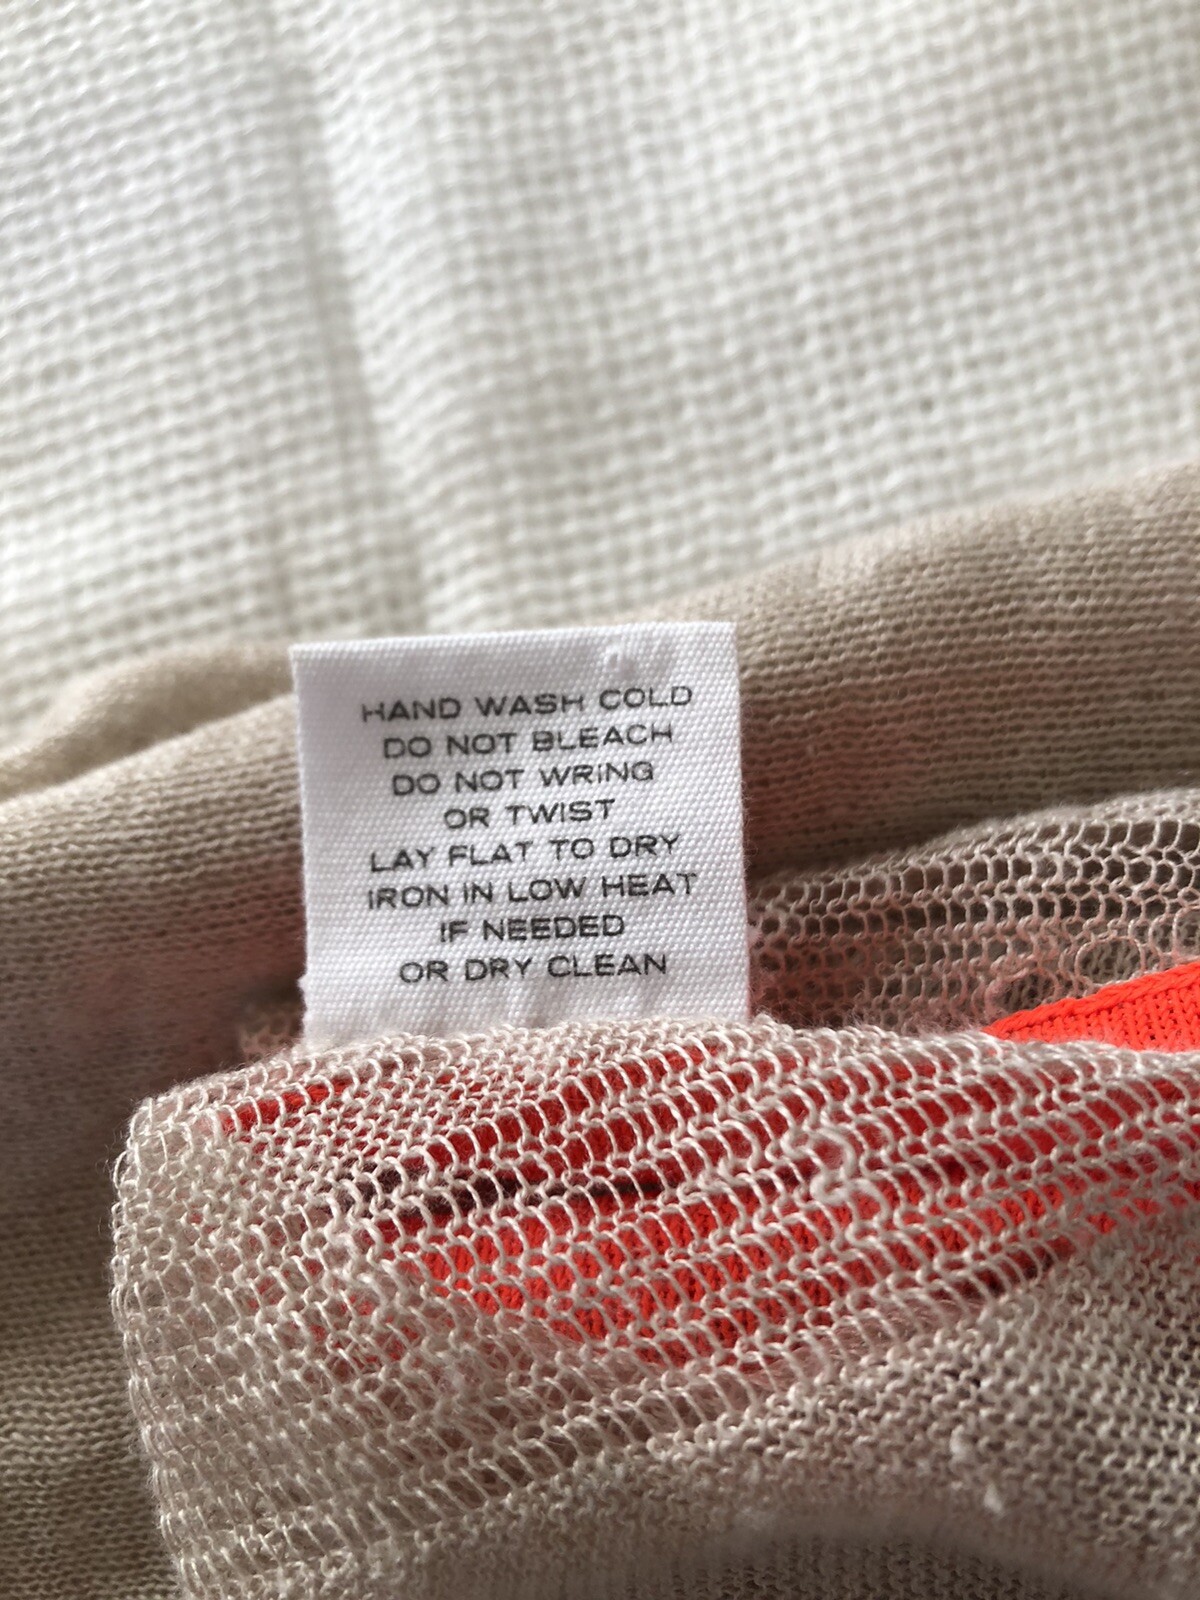 HAND WASH COLD
DO NOT BLEACH
DO NOT WRING
OR TWIST
LAY FLAT TO DRY
IRON IN LOW HEAT
IF NEEDED
OR DRY CLEAN